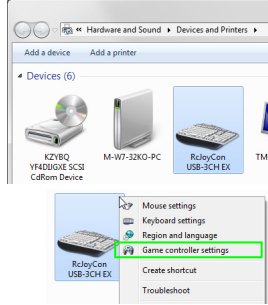 « Hardware and Sound ▸ Devices and Printers ▸
Add a device Add a printer
Devices (6)
KZYBQ
YF4DIJGXE SCSI
CdRom Device
M-W7-32KO-PC
RcJoyCon
USB-3CH EX
TM
RcJoyCon
USB-3CH EX
Mouse settings
Keyboard settings
Region and language
Game controller settings
Create shortcut
Troubleshoot